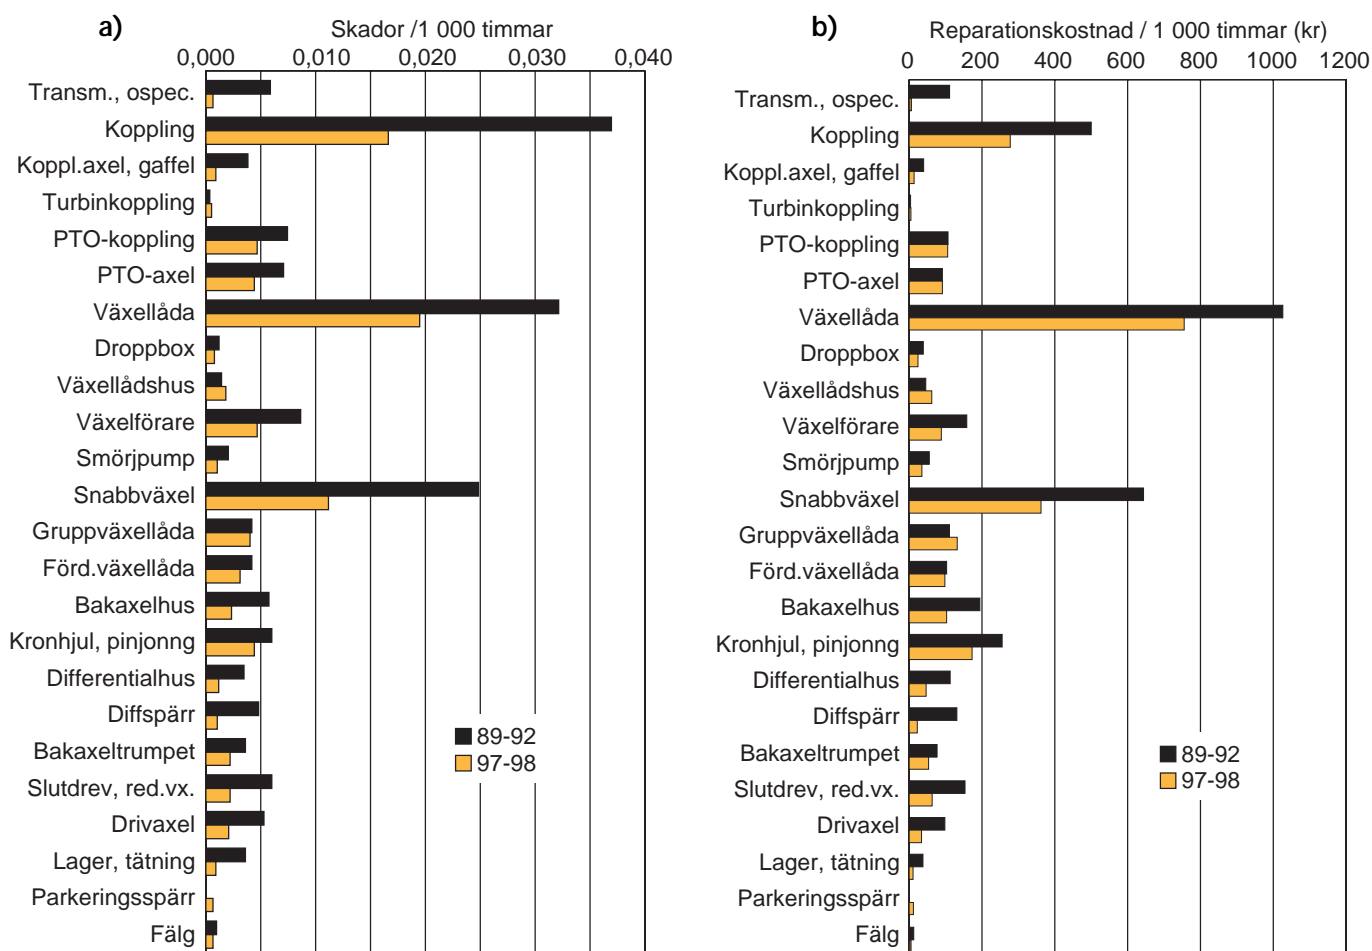 a)
Skador /1 000 timmar
0,000 0,010 0,020 0,030 0,040
Transm., ospec.
Koppling
Koppl.axel, gaffel
Turbinkoppling
PTO-koppling
PTO-axel
Växellåda
Droppbox
Växellådshus
Växelförare
Smörjpump
Snabbväxel
Gruppväxellåda
Förd.växellåda
Bakaxelhus
Kronhjul, pinjonng
Differentialhus
Diffspärr
Bakaxeltrumpet
Slutdrev, red.vx.
Drivaxel
Lager, tätning
Parkeringsspärr
Fälg
89-92
97-98
b)
Reparationskostnad / 1 000 timmar (kr)
0 200 400 600 800 1000 1200
Transm., ospec.
Koppling
Koppl.axel, gaffel
Turbinkoppling
PTO-koppling
PTO-axel
Växellåda
Droppbox
Växellådshus
Växelförare
Smörjpump
Snabbväxel
Gruppväxellåda
Förd.växellåda
Bakaxelhus
Kronhjul, pinjonng
Differentialhus
Diffspärr
Bakaxeltrumpet
Slutdrev, red.vx.
Drivaxel
Lager, tätning
Parkeringsspärr
Fälg
89-92
97-98